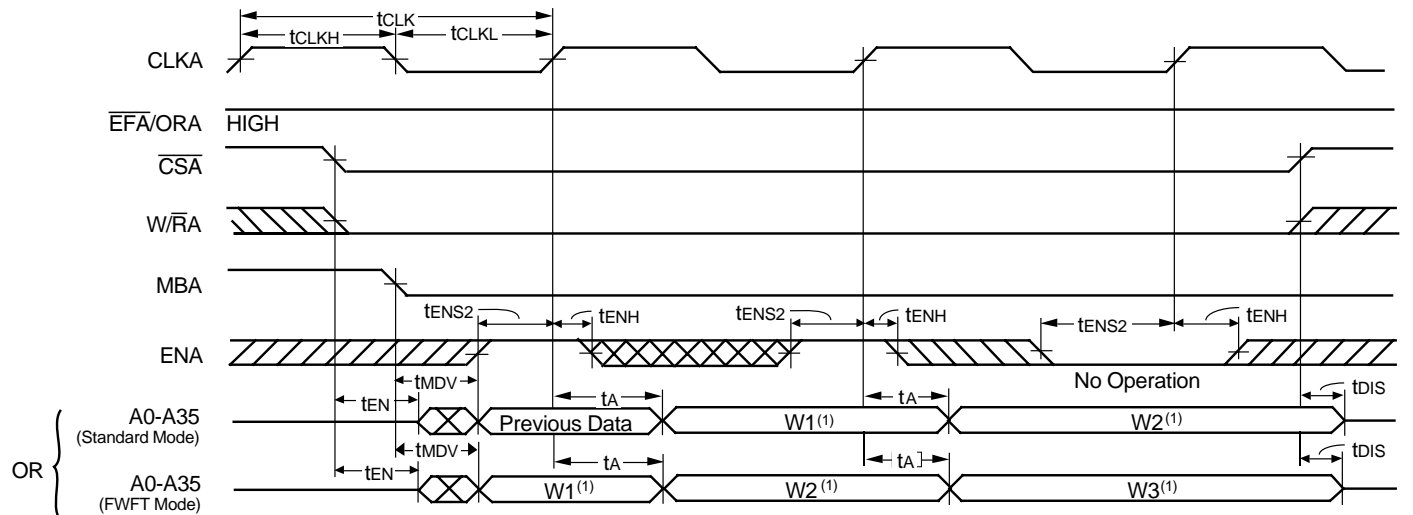 tCLK
tCLKH tCLKL
CLKA
EFA/ORA HIGH
CSA
W/RA
MBA
tENS2 tENH tENS2 tENH tENS2 tENH
ENA
No Operation
tMDV
tEN tA tA tDIS
A0-A35 Previous Data W1(1) W2(1)
(Standard Mode)
tMDV
OR
tEN tA tA tDIS
A0-A35 W1(1) W2(1) W3(1)
(FWFT Mode)